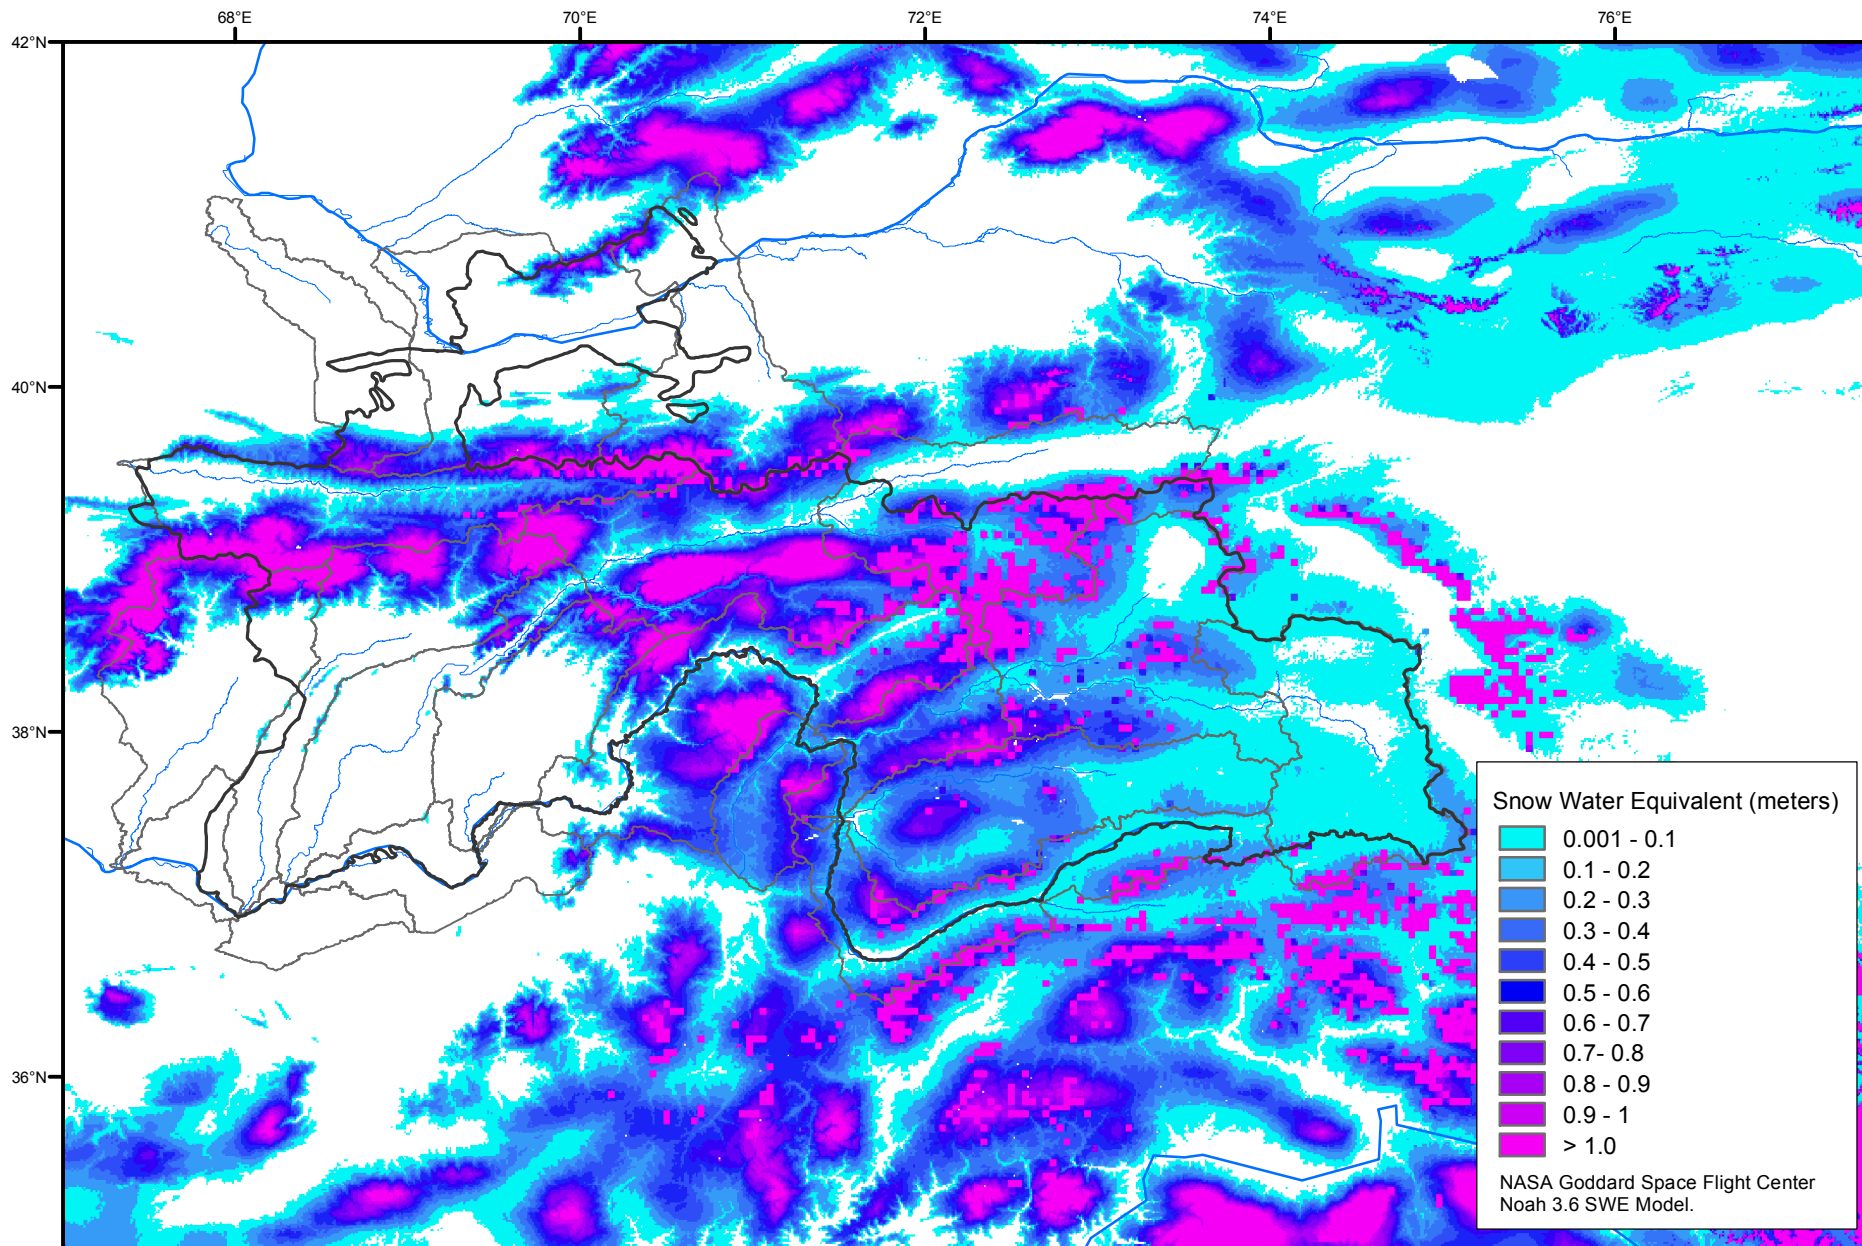 68°E 70°E 72°E 74°E 76°E
42°N
40°N
38°N
36°N
Snow Water Equivalent (meters)
0.001 - 0.1
0.1 - 0.2
0.2 - 0.3
0.3 - 0.4
0.4 - 0.5
0.5 - 0.6
0.6 - 0.7
0.7- 0.8
0.8 - 0.9
0.9 - 1
> 1.0
NASA Goddard Space Flight Center
Noah 3.6 SWE Model.